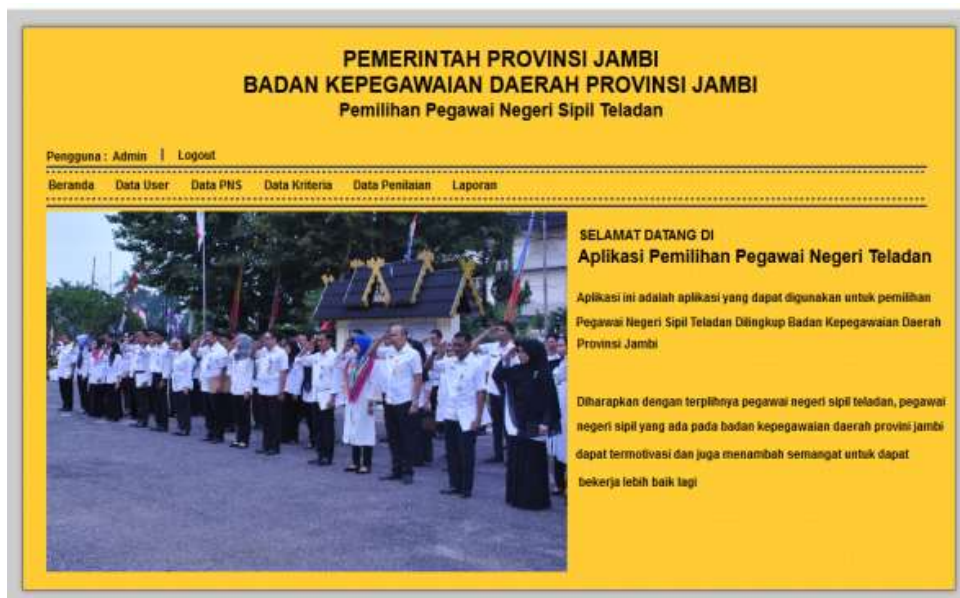 PEMERINTAH PROVINSI JAMBI
BADAN KEPEGAWAIAN DAERAH PROVINSI JAMBI
Pemilihan Pegawai Negeri Sipil Teladan
Pengguna : Admin | Logout
Beranda Data User Data PNS Data Kriteria Data Penilaian Laporan
SELAMAT DATANG DI
Aplikasi Pemilihan Pegawai Negeri Teladan
Aplikasi ini adalah aplikasi yang dapat digunakan untuk pemilihan
Pegawai Negeri Sipil Teladan Dilingkup Badan Kepegawaian Daerah
Provinsi Jambi
Diharapkan dengan terplihnya pegawai negeri sipil teladan, pegawai
negeri sipil yang ada pada badan kepegawaian daerah provini jambi
dapat termotivasi dan juga menambah semangat untuk dapat
bekerja lebih baik lagi